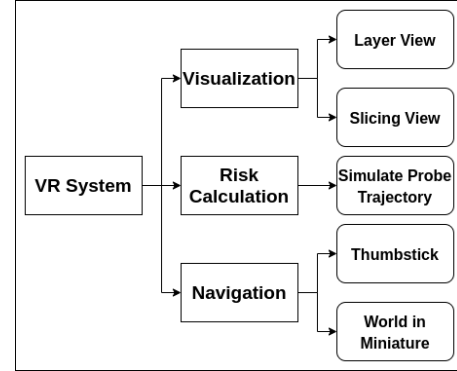 Layer View
Visualization
Slicing View
VR System
Risk
Calculation
Simulate Probe
Trajectory
Thumbstick
Navigation
World in
Miniature